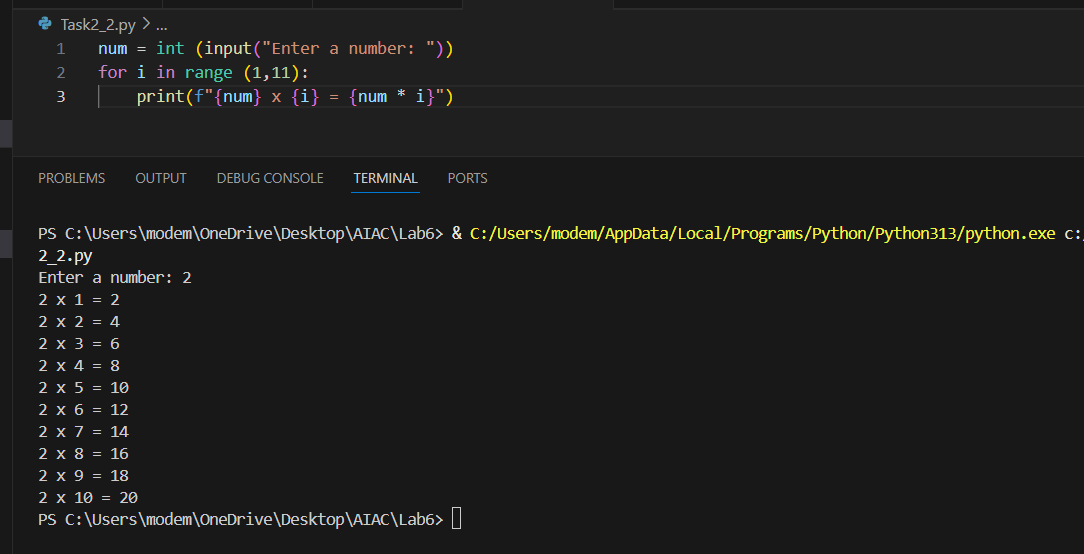 Task2_2.py > ...
1 num = int (input("Enter a number: "))
2 for i in range (1,11):
3 print(f"{num} x {i} = {num * i}")
PROBLEMS OUTPUT DEBUG CONSOLE TERMINAL PORTS
PS C:\Users\modem\OneDrive\Desktop\AIAC\Lab6> & C:/Users/modem/AppData/Local/Programs/Python/Python313/python.exe c:
2_2.py
Enter a number: 2
2 x 1 = 2
2 x 2 = 4
2 x 3 = 6
2 x 4 = 8
2 x 5 = 10
2 x 6 = 12
2 x 7 = 14
2 x 8 = 16
2 x 9 = 18
2 x 10 = 20
PS C:\Users\modem\OneDrive\Desktop\AIAC\Lab6>